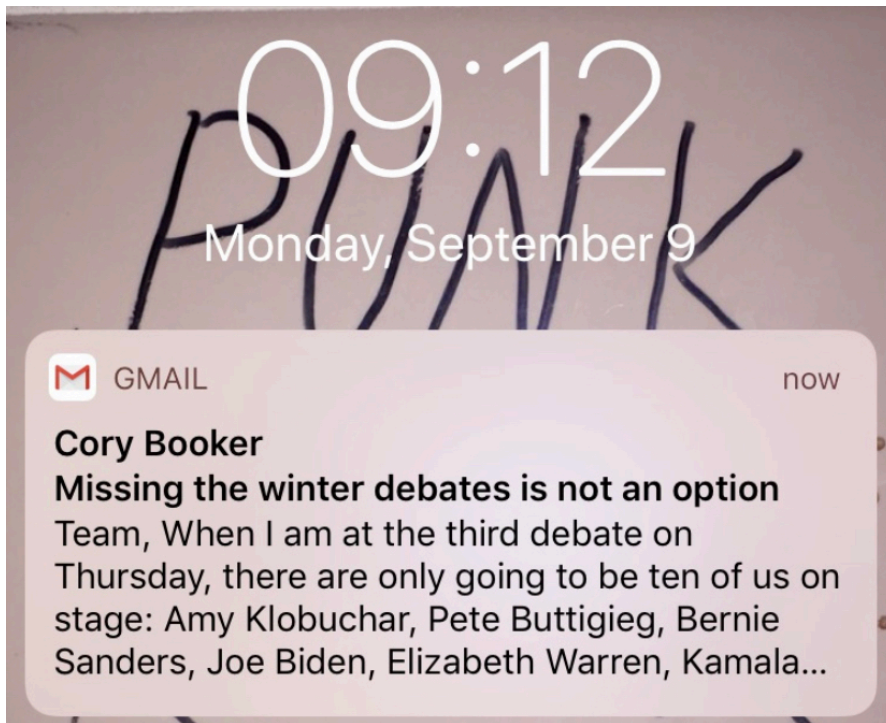 09:12
PUNK
Monday, September 9
GMAIL now
Cory Booker
Missing the winter debates is not an option
Team, When I am at the third debate on
Thursday, there are only going to be ten of us on
stage: Amy Klobuchar, Pete Buttigieg, Bernie
Sanders, Joe Biden, Elizabeth Warren, Kamala...